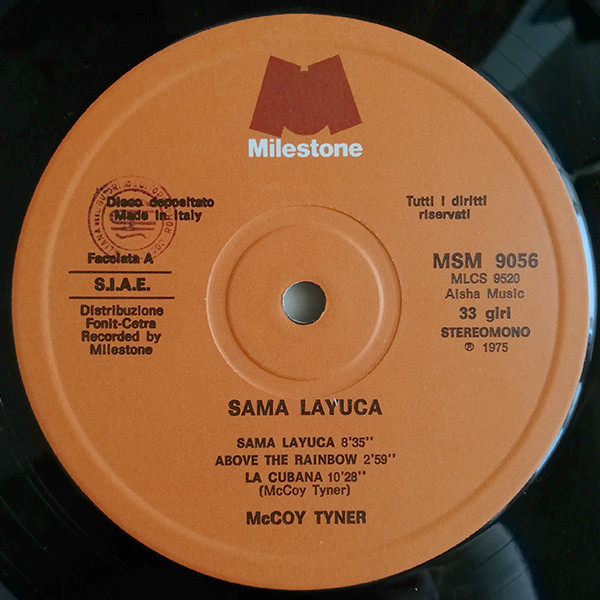 Milestone
Disco depositato
Made in Italy
Tutti i diritti
riservati
Facciata A
S.I.A.E.
Distribuzione
Fonit-Cetra
Recorded by
Milestone
MSM 9056
MLCS 9520
Aisha Music
33 giri
STEREOMONO
℗ 1975
SAMA LAYUCA
SAMA LAYUCA 8'35"
ABOVE THE RAINBOW 2'59"
LA CUBANA 10'28"
(McCoy Tyner)
McCOY TYNER